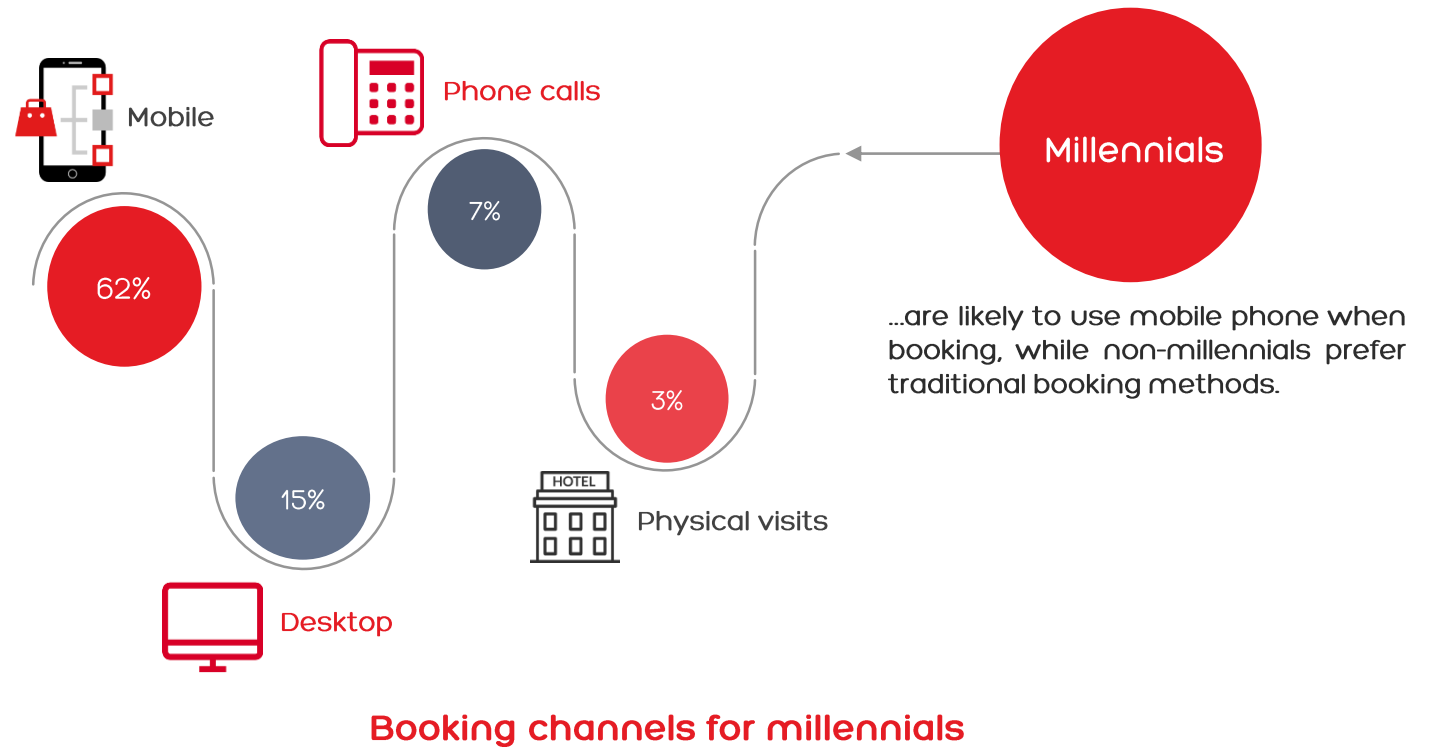 Mobile
62%
15%
Desktop
Phone calls
7%
3%
HOTEL
Physical visits
Millennials
...are likely to use mobile phone when
booking, while non-millennials prefer
traditional booking methods.
Booking channels for millennials